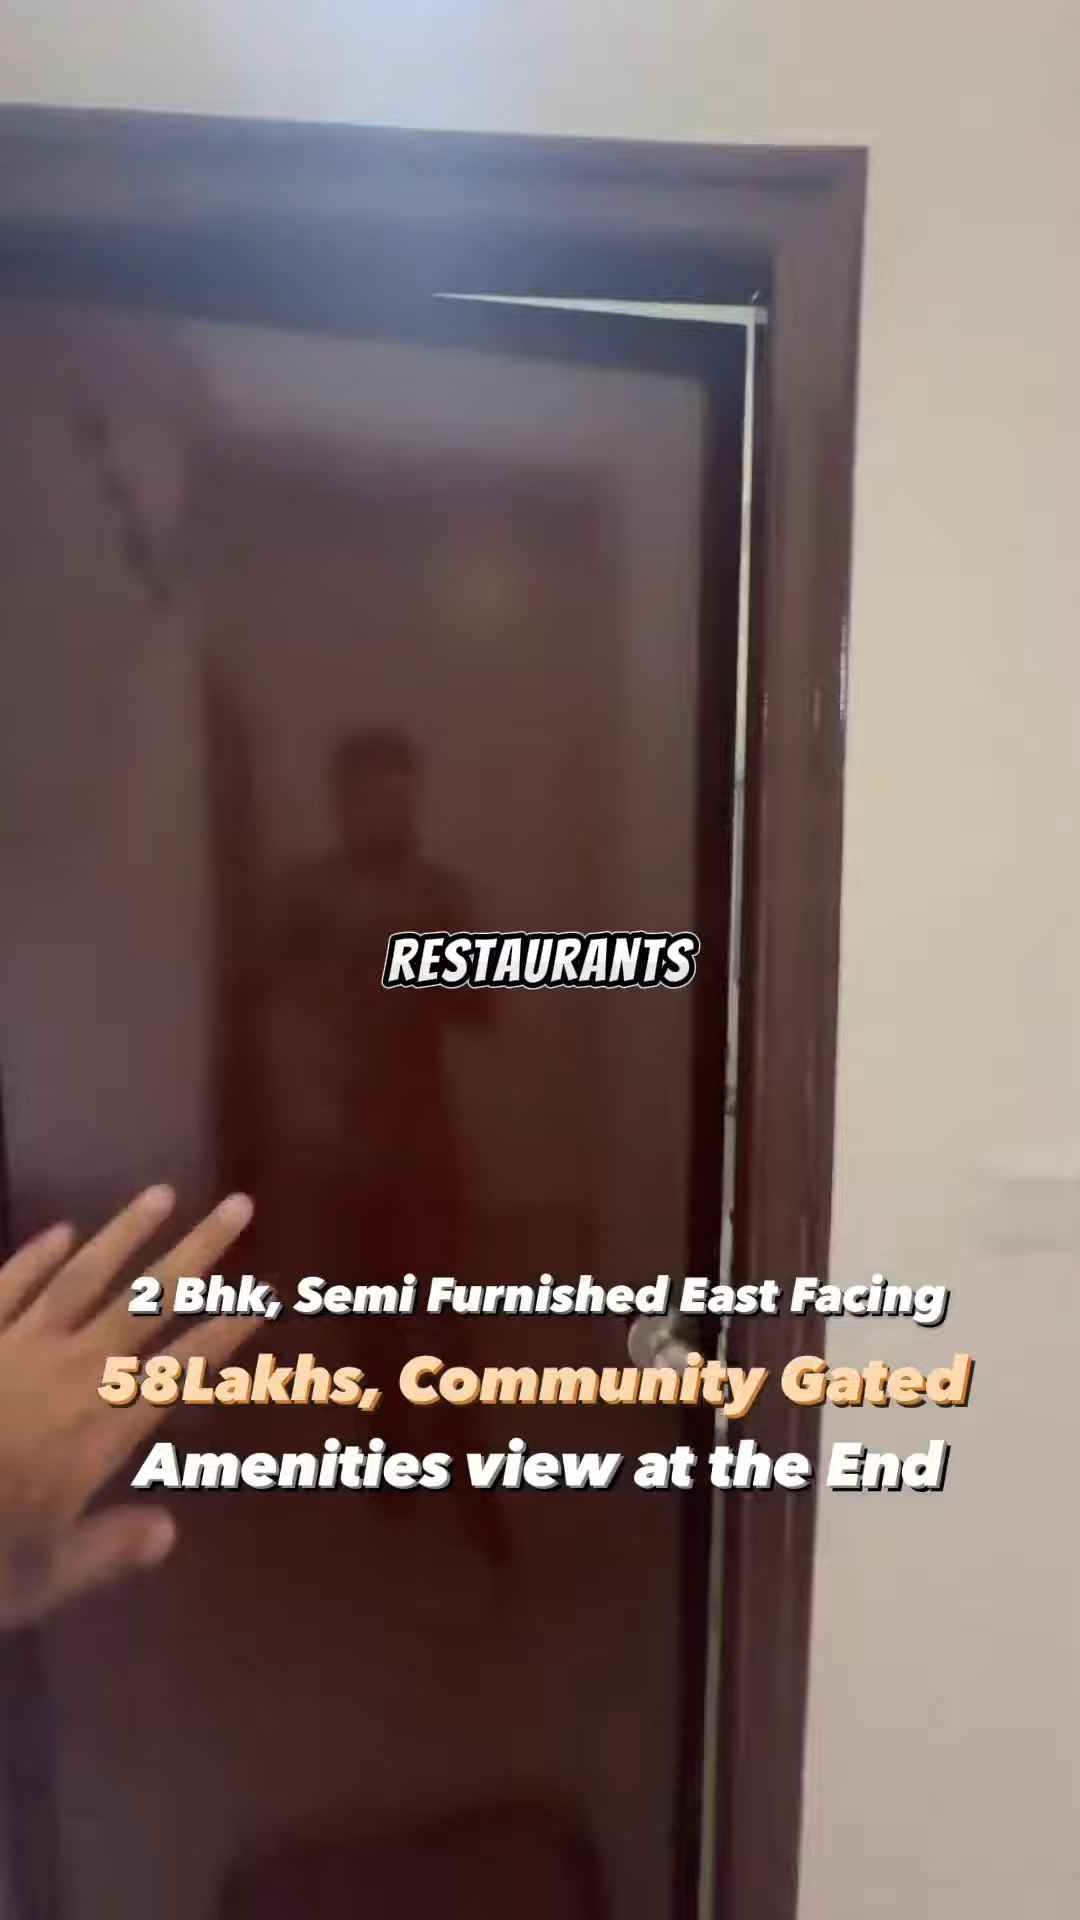 RESTAURANTS
2 Bhk, Semi Furnished East Facing
58Lakhs, Community Gated
Amenities view at the End